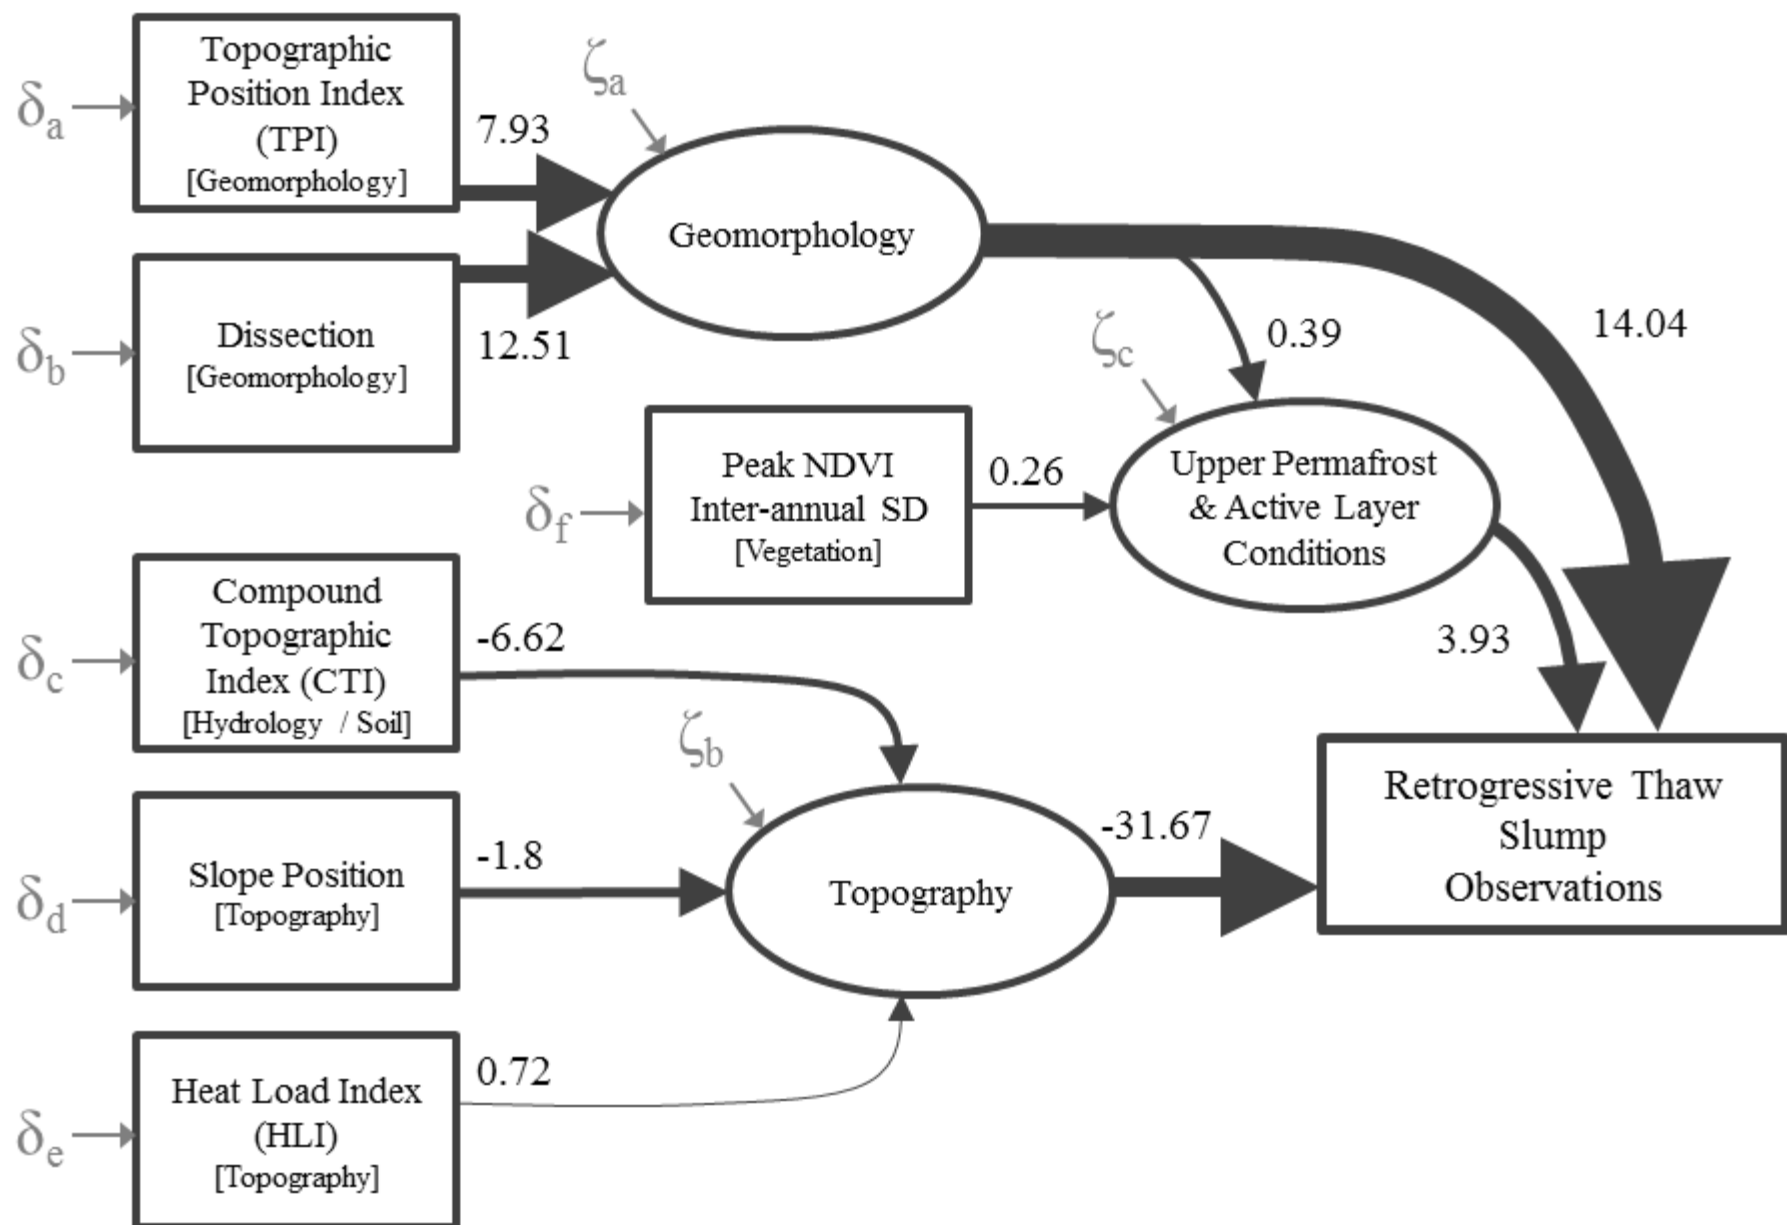 δa
Topographic
Position Index
(TPI)
[Geomorphology]
7.93
ζa
Geomorphology
δb
Dissection
[Geomorphology]
12.51
0.39
14.04
ζc
δf
Peak NDVI
Inter-annual SD
[Vegetation]
0.26
Upper Permafrost
& Active Layer
Conditions
3.93
δc
Compound
Topographic
Index (CTI)
[Hydrology / Soil]
-6.62
ζb
δd
Slope Position
[Topography]
-1.8
Topography
-31.67
Retrogressive Thaw
Slump
Observations
δe
Heat Load Index
(HLI)
[Topography]
0.72